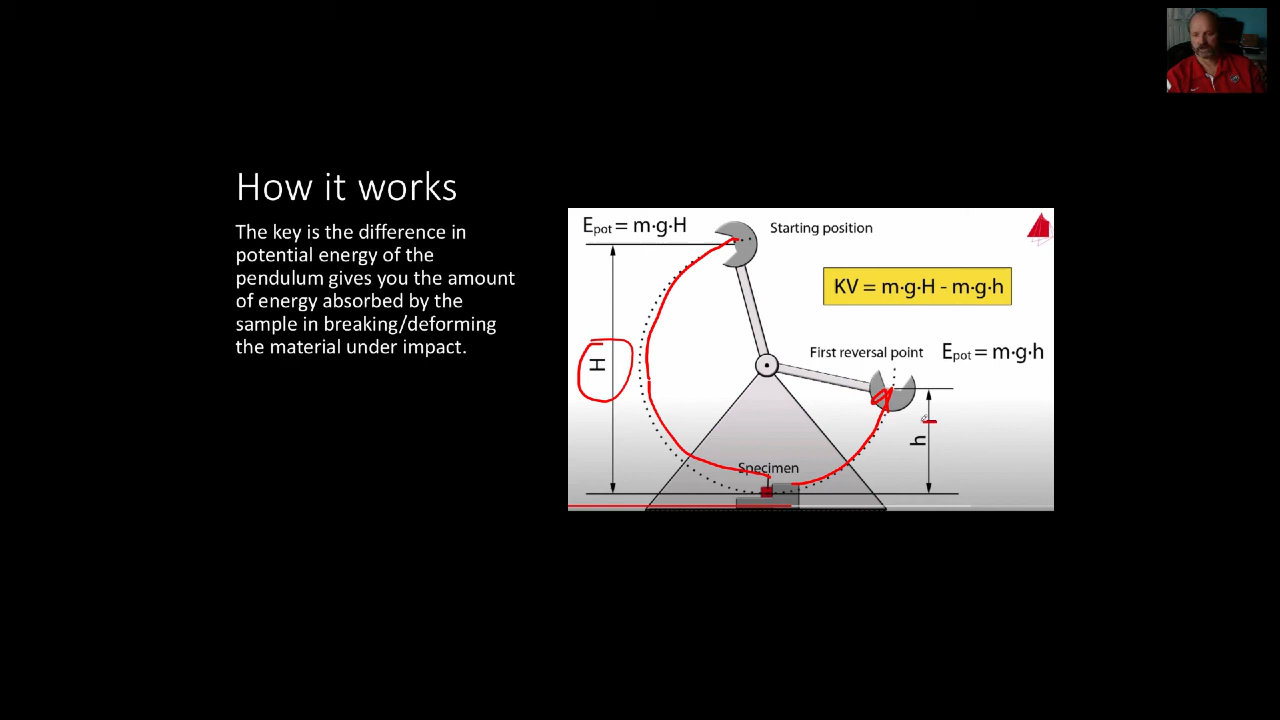 How it works
The key is the difference in
potential energy of the
pendulum gives you the amount
of energy absorbed by the
sample in breaking/deforming
the material under impact.
Epot = m·g·H
Starting position
KV = m·g·H - m·g·h
First reversal point
Epot = m·g·h
H
h
Specimen